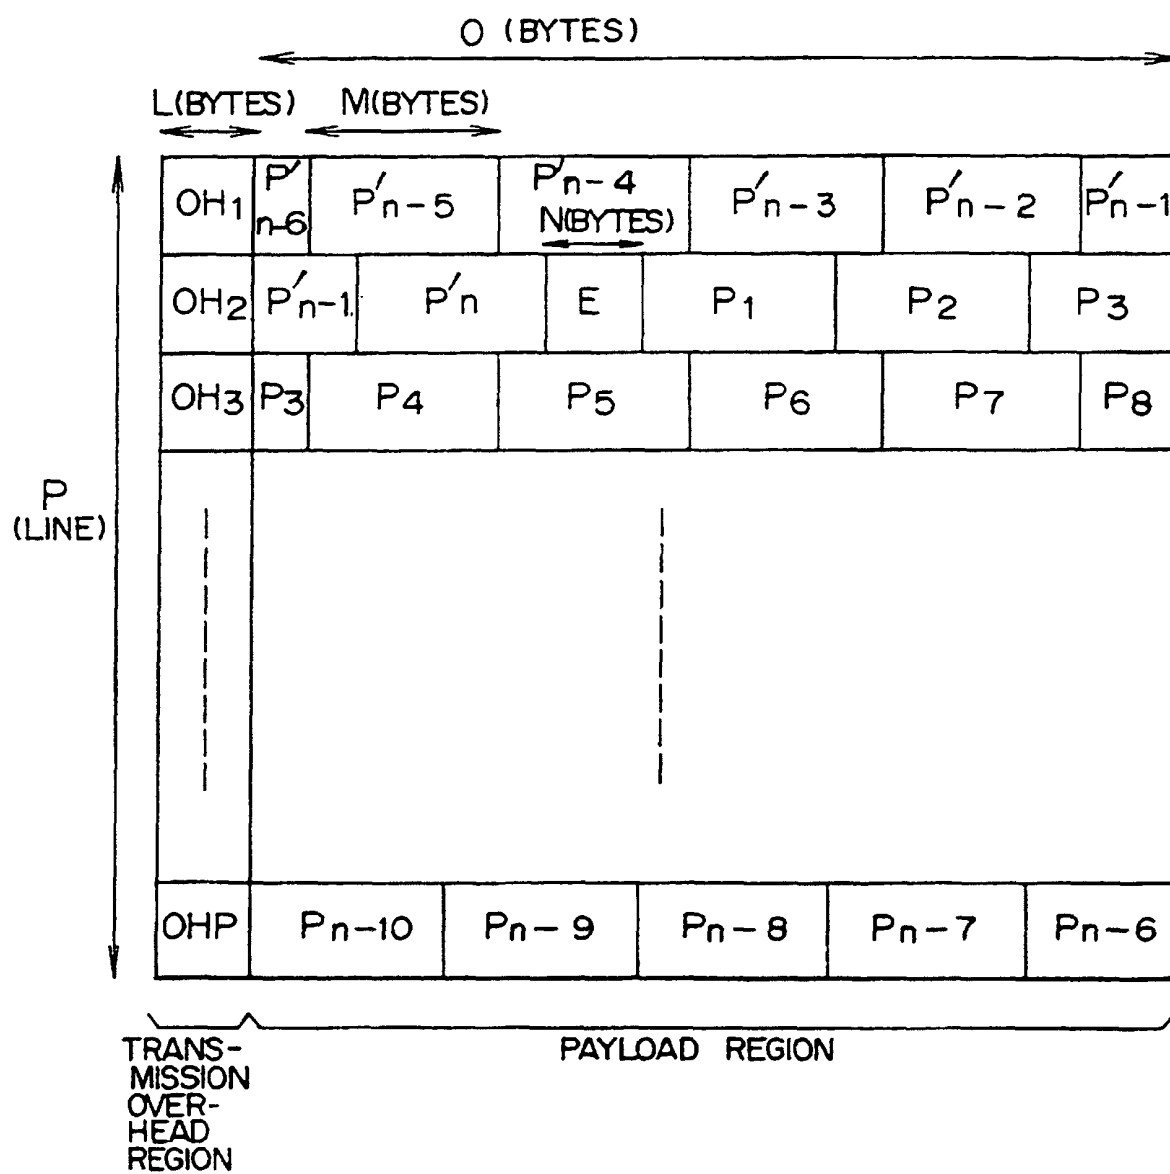 O (BYTES)
L(BYTES) M(BYTES)
OH1 P' n-6 P'n-5 P'n-4 P'n-3 P'n-2 P'n-1
N(BYTES)
OH2 P'n-1 P'n E P1 P2 P3
OH3 P3 P4 P5 P6 P7 P8
P
(LINE)
OHP Pn-10 Pn-9 Pn-8 Pn-7 Pn-6
TRANS-
MISSION
OVER-
HEAD
REGION
PAYLOAD REGION